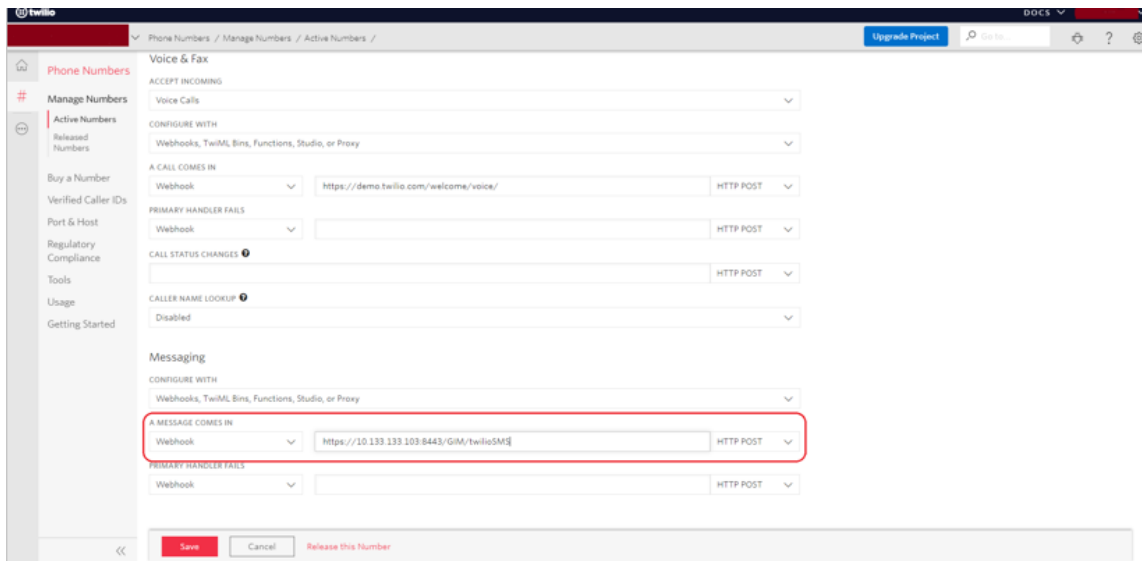 twilio
DOCS
Phone Numbers / Manage Numbers / Active Numbers /
Upgrade Project
Go to...
?
Phone Numbers
#
Manage Numbers
Active Numbers
Released
Numbers
Buy a Number
Verified Caller IDs
Port & Host
Regulatory
Compliance
Tools
Usage
Getting Started
Voice & Fax
ACCEPT INCOMING
Voice Calls
CONFIGURE WITH
Webhooks, TwiML Bins, Functions, Studio, or Proxy
A CALL COMES IN
Webhook https://demo.twilio.com/welcome/voice/ HTTP POST
PRIMARY HANDLER FAILS
Webhook HTTP POST
CALL STATUS CHANGES ?
HTTP POST
CALLER NAME LOOKUP ?
Disabled
Messaging
CONFIGURE WITH
Webhooks, TwiML Bins, Functions, Studio, or Proxy
A MESSAGE COMES IN
Webhook https://10.133.133.103:8443/GIM/twilioSMS HTTP POST
PRIMARY HANDLER FAILS
Webhook HTTP POST
Save Cancel Release this Number